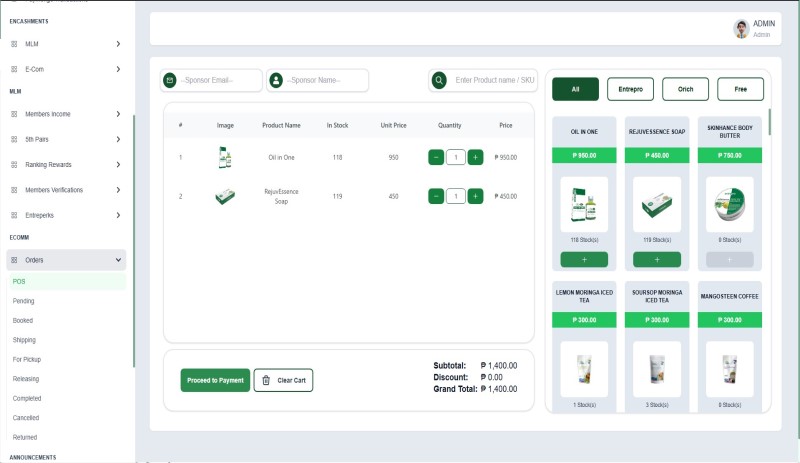 ENCASHMENTS
MLM
E-Com
MLM
Members Income
5th Pairs
Ranking Rewards
Members Verifications
Entreperks
ECOMM
Orders
POS
Pending
Booked
Shipping
For Pickup
Releasing
Completed
Cancelled
Returned
ANNOUNCEMENTS
ADMIN
Admin
--Sponsor Email--
--Sponsor Name--
Enter Product name / SKU
# Image Product Name In Stock Unit Price Quantity Price
1 Oil in One 118 950 − 1 + ₱ 950.00
2 RejuvEssence
Soap 119 450 − 1 + ₱ 450.00
Proceed to Payment
Clear Cart
Subtotal: ₱ 1,400.00
Discount: ₱ 0.00
Grand Total: ₱ 1,400.00
All Entrepro Orich Free
OIL IN ONE
₱ 950.00
118 Stock(s)
+
REJUVESSENCE SOAP
₱ 450.00
119 Stock(s)
+
SKINHANCE BODY
BUTTER
₱ 750.00
0 Stock(s)
+
LEMON MORINGA ICED
TEA
₱ 300.00
1 Stock(s)
SOURSOP MORINGA
ICED TEA
₱ 300.00
3 Stock(s)
MANGOSTEEN COFFEE
₱ 300.00
0 Stock(s)